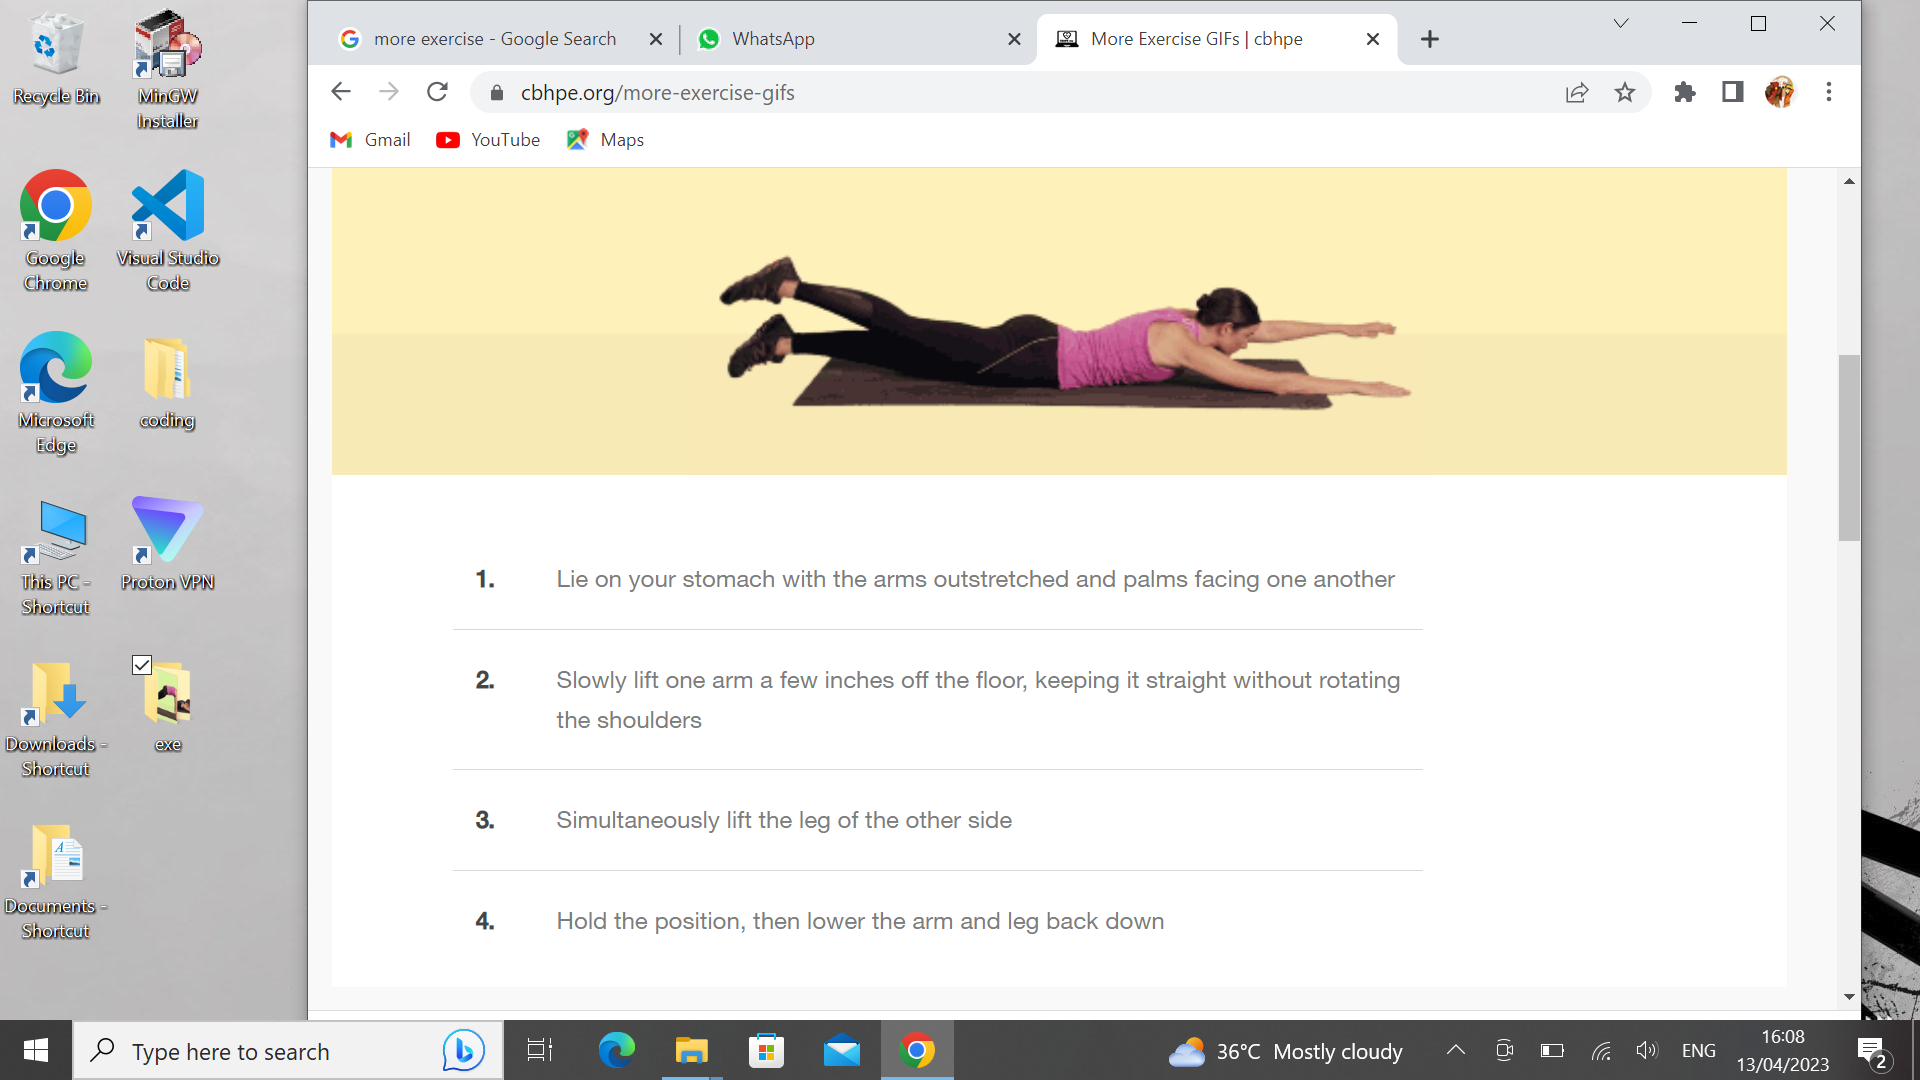 Recycle Bin
MinGW
Installer
Google
Chrome
Visual Studio
Code
Microsoft
Edge
coding
This PC -
Shortcut
Proton VPN
Downloads -
Shortcut
exe
Documents -
Shortcut
more exercise - Google Search
WhatsApp
More Exercise GIFs | cbhpe
cbhpe.org/more-exercise-gifs
Gmail
YouTube
Maps
1. Lie on your stomach with the arms outstretched and palms facing one another
2. Slowly lift one arm a few inches off the floor, keeping it straight without rotating
the shoulders
3. Simultaneously lift the leg of the other side
4. Hold the position, then lower the arm and leg back down
Type here to search
36°C Mostly cloudy
ENG
16:08
13/04/2023
2